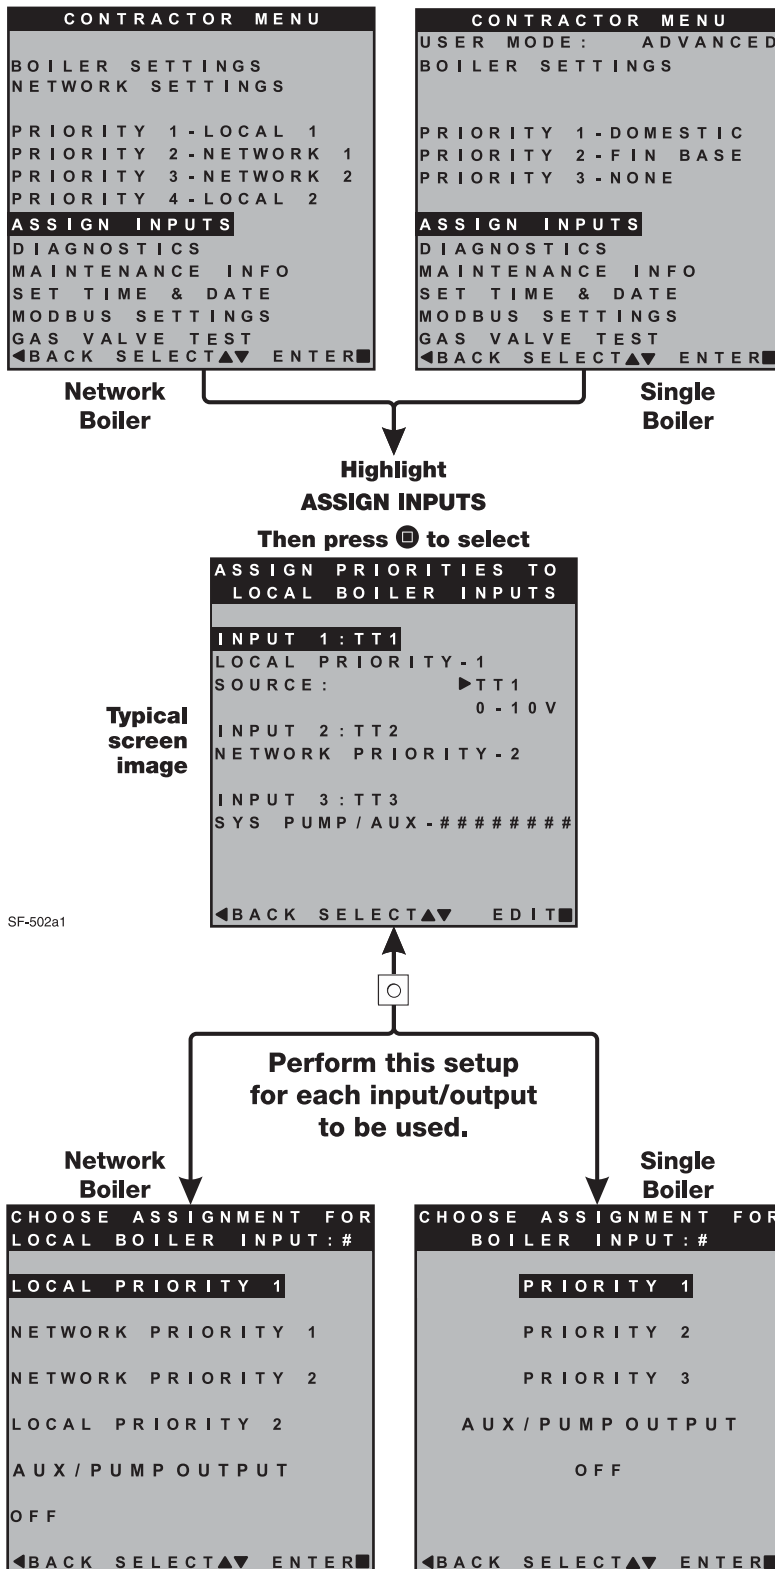 CONTRACTOR MENU
BOILER SETTINGS
NETWORK SETTINGS
PRIORITY 1-LOCAL 1
PRIORITY 2-NETWORK 1
PRIORITY 3-NETWORK 2
PRIORITY 4-LOCAL 2
ASSIGN INPUTS
DIAGNOSTICS
MAINTENANCE INFO
SET TIME & DATE
MODBUS SETTINGS
GAS VALVE TEST
◀BACK SELECT▲▼ ENTER■
CONTRACTOR MENU
USER MODE: ADVANCED
BOILER SETTINGS
PRIORITY 1-DOMESTIC
PRIORITY 2-FIN BASE
PRIORITY 3-NONE
ASSIGN INPUTS
DIAGNOSTICS
MAINTENANCE INFO
SET TIME & DATE
MODBUS SETTINGS
GAS VALVE TEST
◀BACK SELECT▲▼ ENTER■
Network
Boiler
Single
Boiler
Highlight
ASSIGN INPUTS
Then press to select
ASSIGN PRIORITIES TO
LOCAL BOILER INPUTS
INPUT 1:TT1
LOCAL PRIORITY-1
SOURCE: ▶TT1
0-10V
INPUT 2:TT2
NETWORK PRIORITY-2
INPUT 3:TT3
SYS PUMP/AUX-########
◀BACK SELECT▲▼ EDIT■
Typical
screen
image
SF-502a1
Perform this setup
for each input/output
to be used.
Network
Boiler
Single
Boiler
CHOOSE ASSIGNMENT FOR
LOCAL BOILER INPUT:#
LOCAL PRIORITY 1
NETWORK PRIORITY 1
NETWORK PRIORITY 2
LOCAL PRIORITY 2
AUX/PUMP OUTPUT
OFF
◀BACK SELECT▲▼ ENTER■
CHOOSE ASSIGNMENT FOR
BOILER INPUT:#
PRIORITY 1
PRIORITY 2
PRIORITY 3
AUX/PUMP OUTPUT
OFF
◀BACK SELECT▲▼ ENTER■